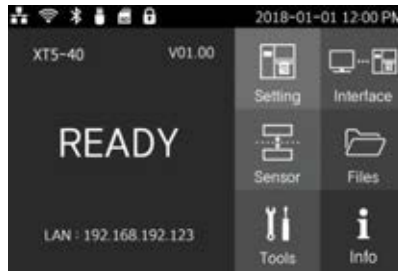 2018-01-01 12:00 PM
XT5-40 V01.00
READY
LAN : 192.168.192.123
Setting
Interface
Sensor
Files
Tools
Info